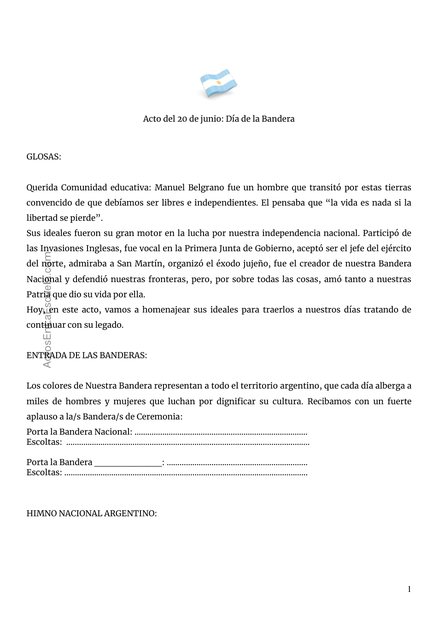 Acto del 20 de junio: Día de la Bandera
GLOSAS:
Querida Comunidad educativa: Manuel Belgrano fue un hombre que transitó por estas tierras
convencido de que debíamos ser libres e independientes. El pensaba que “la vida es nada si la
libertad se pierde”.
Sus ideales fueron su gran motor en la lucha por nuestra independencia nacional. Participó de
las Invasiones Inglesas, fue vocal en la Primera Junta de Gobierno, aceptó ser el jefe del ejército
del norte, admiraba a San Martín, organizó el éxodo jujeño, fue el creador de nuestra Bandera
Nacional y defendió nuestras fronteras, pero, por sobre todas las cosas, amó tanto a nuestras
Patria que dio su vida por ella.
Hoy, en este acto, vamos a homenajear sus ideales para traerlos a nuestros días tratando de
continuar con su legado.
ENTRADA DE LAS BANDERAS:
Los colores de Nuestra Bandera representan a todo el territorio argentino, que cada día alberga a
miles de hombres y mujeres que luchan por dignificar su cultura. Recibamos con un fuerte
aplauso a la/s Bandera/s de Ceremonia:
Porta la Bandera Nacional: ................................................................
Escoltas: ................................................................................
Porta la Bandera ______________: ..................................................
Escoltas: ................................................................................
HIMNO NACIONAL ARGENTINO:
1